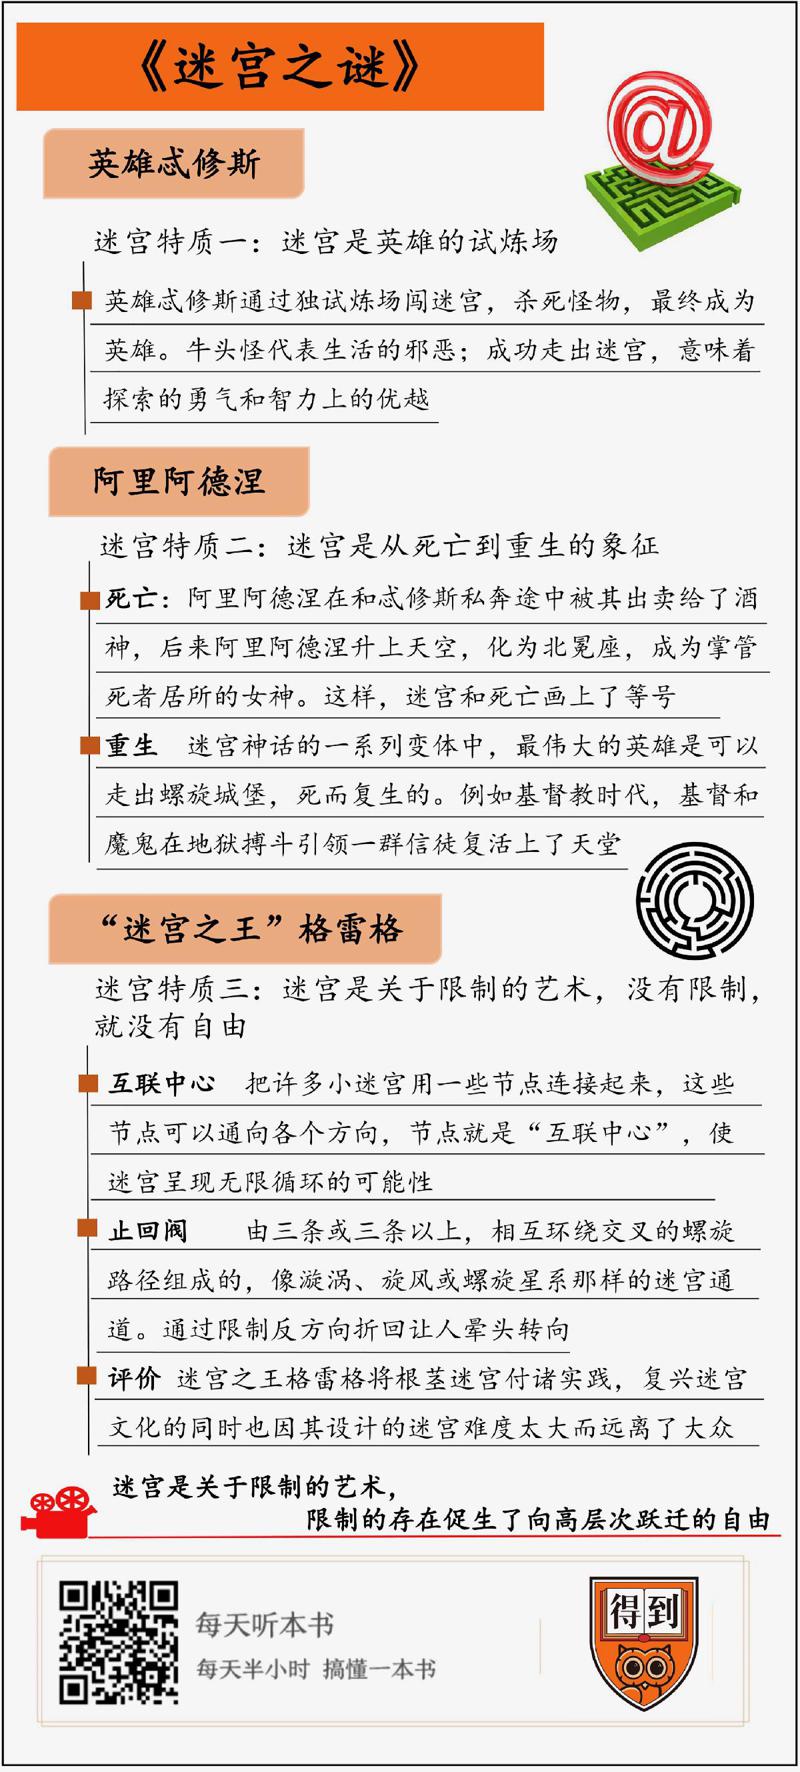 《迷宫之谜》
英雄忒修斯
迷宫特质一：迷宫是英雄的试炼场
英雄忒修斯通过独试炼场闯迷宫，杀死怪物，最终成为
英雄。牛头怪代表生活的邪恶；成功走出迷宫，意味着
探索的勇气和智力上的优越
阿里阿德涅
迷宫特质二：迷宫是从死亡到重生的象征
死亡：阿里阿德涅在和忒修斯私奔途中被其出卖给了酒
神，后来阿里阿德涅升上天空，化为北冕座，成为掌管
死者居所的女神。这样，迷宫和死亡画上了等号
重生 迷宫神话的一系列变体中，最伟大的英雄是可以
走出螺旋城堡，死而复生的。例如基督教时代，基督和
魔鬼在地狱搏斗引领一群信徒复活上了天堂
“迷宫之王”格雷格
迷宫特质三：迷宫是关于限制的艺术，没有限制，
就没有自由
互联中心 把许多小迷宫用一些节点连接起来，这些
节点可以通向各个方向，节点就是“互联中心”，使
迷宫呈现无限循环的可能性
止回阀 由三条或三条以上，相互环绕交叉的螺旋
路径组成的，像漩涡、旋风或螺旋星系那样的迷宫通
道。通过限制反方向折回让人晕头转向
评价 迷宫之王格雷格将根茎迷宫付诸实践，复兴迷宫
文化的同时也因其设计的迷宫难度太大而远离了大众
迷宫是关于限制的艺术，
限制的存在促生了向高层次跃迁的自由
每天听本书
每天半小时 搞懂一本书
得到